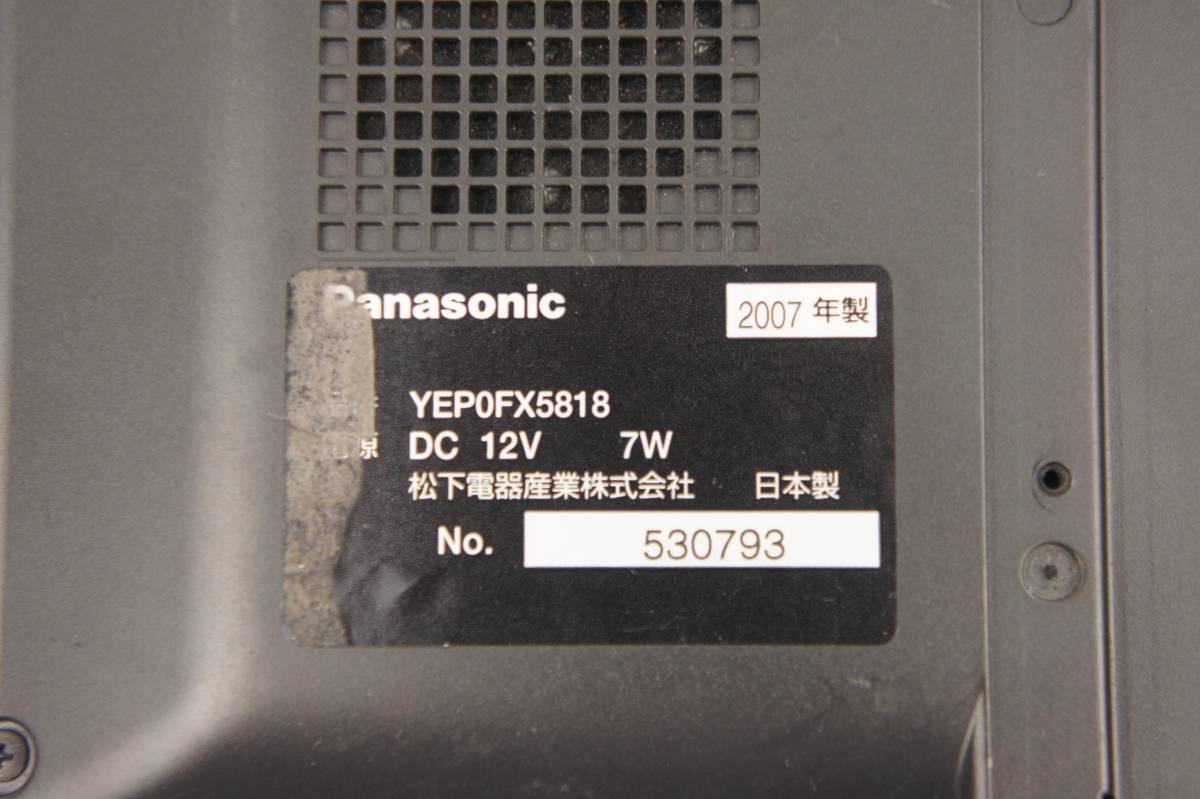 Panasonic
2007 年製
YEP0FX5818
原 DC 12V 7W
松下電器産業株式会社 日本製
No. 530793